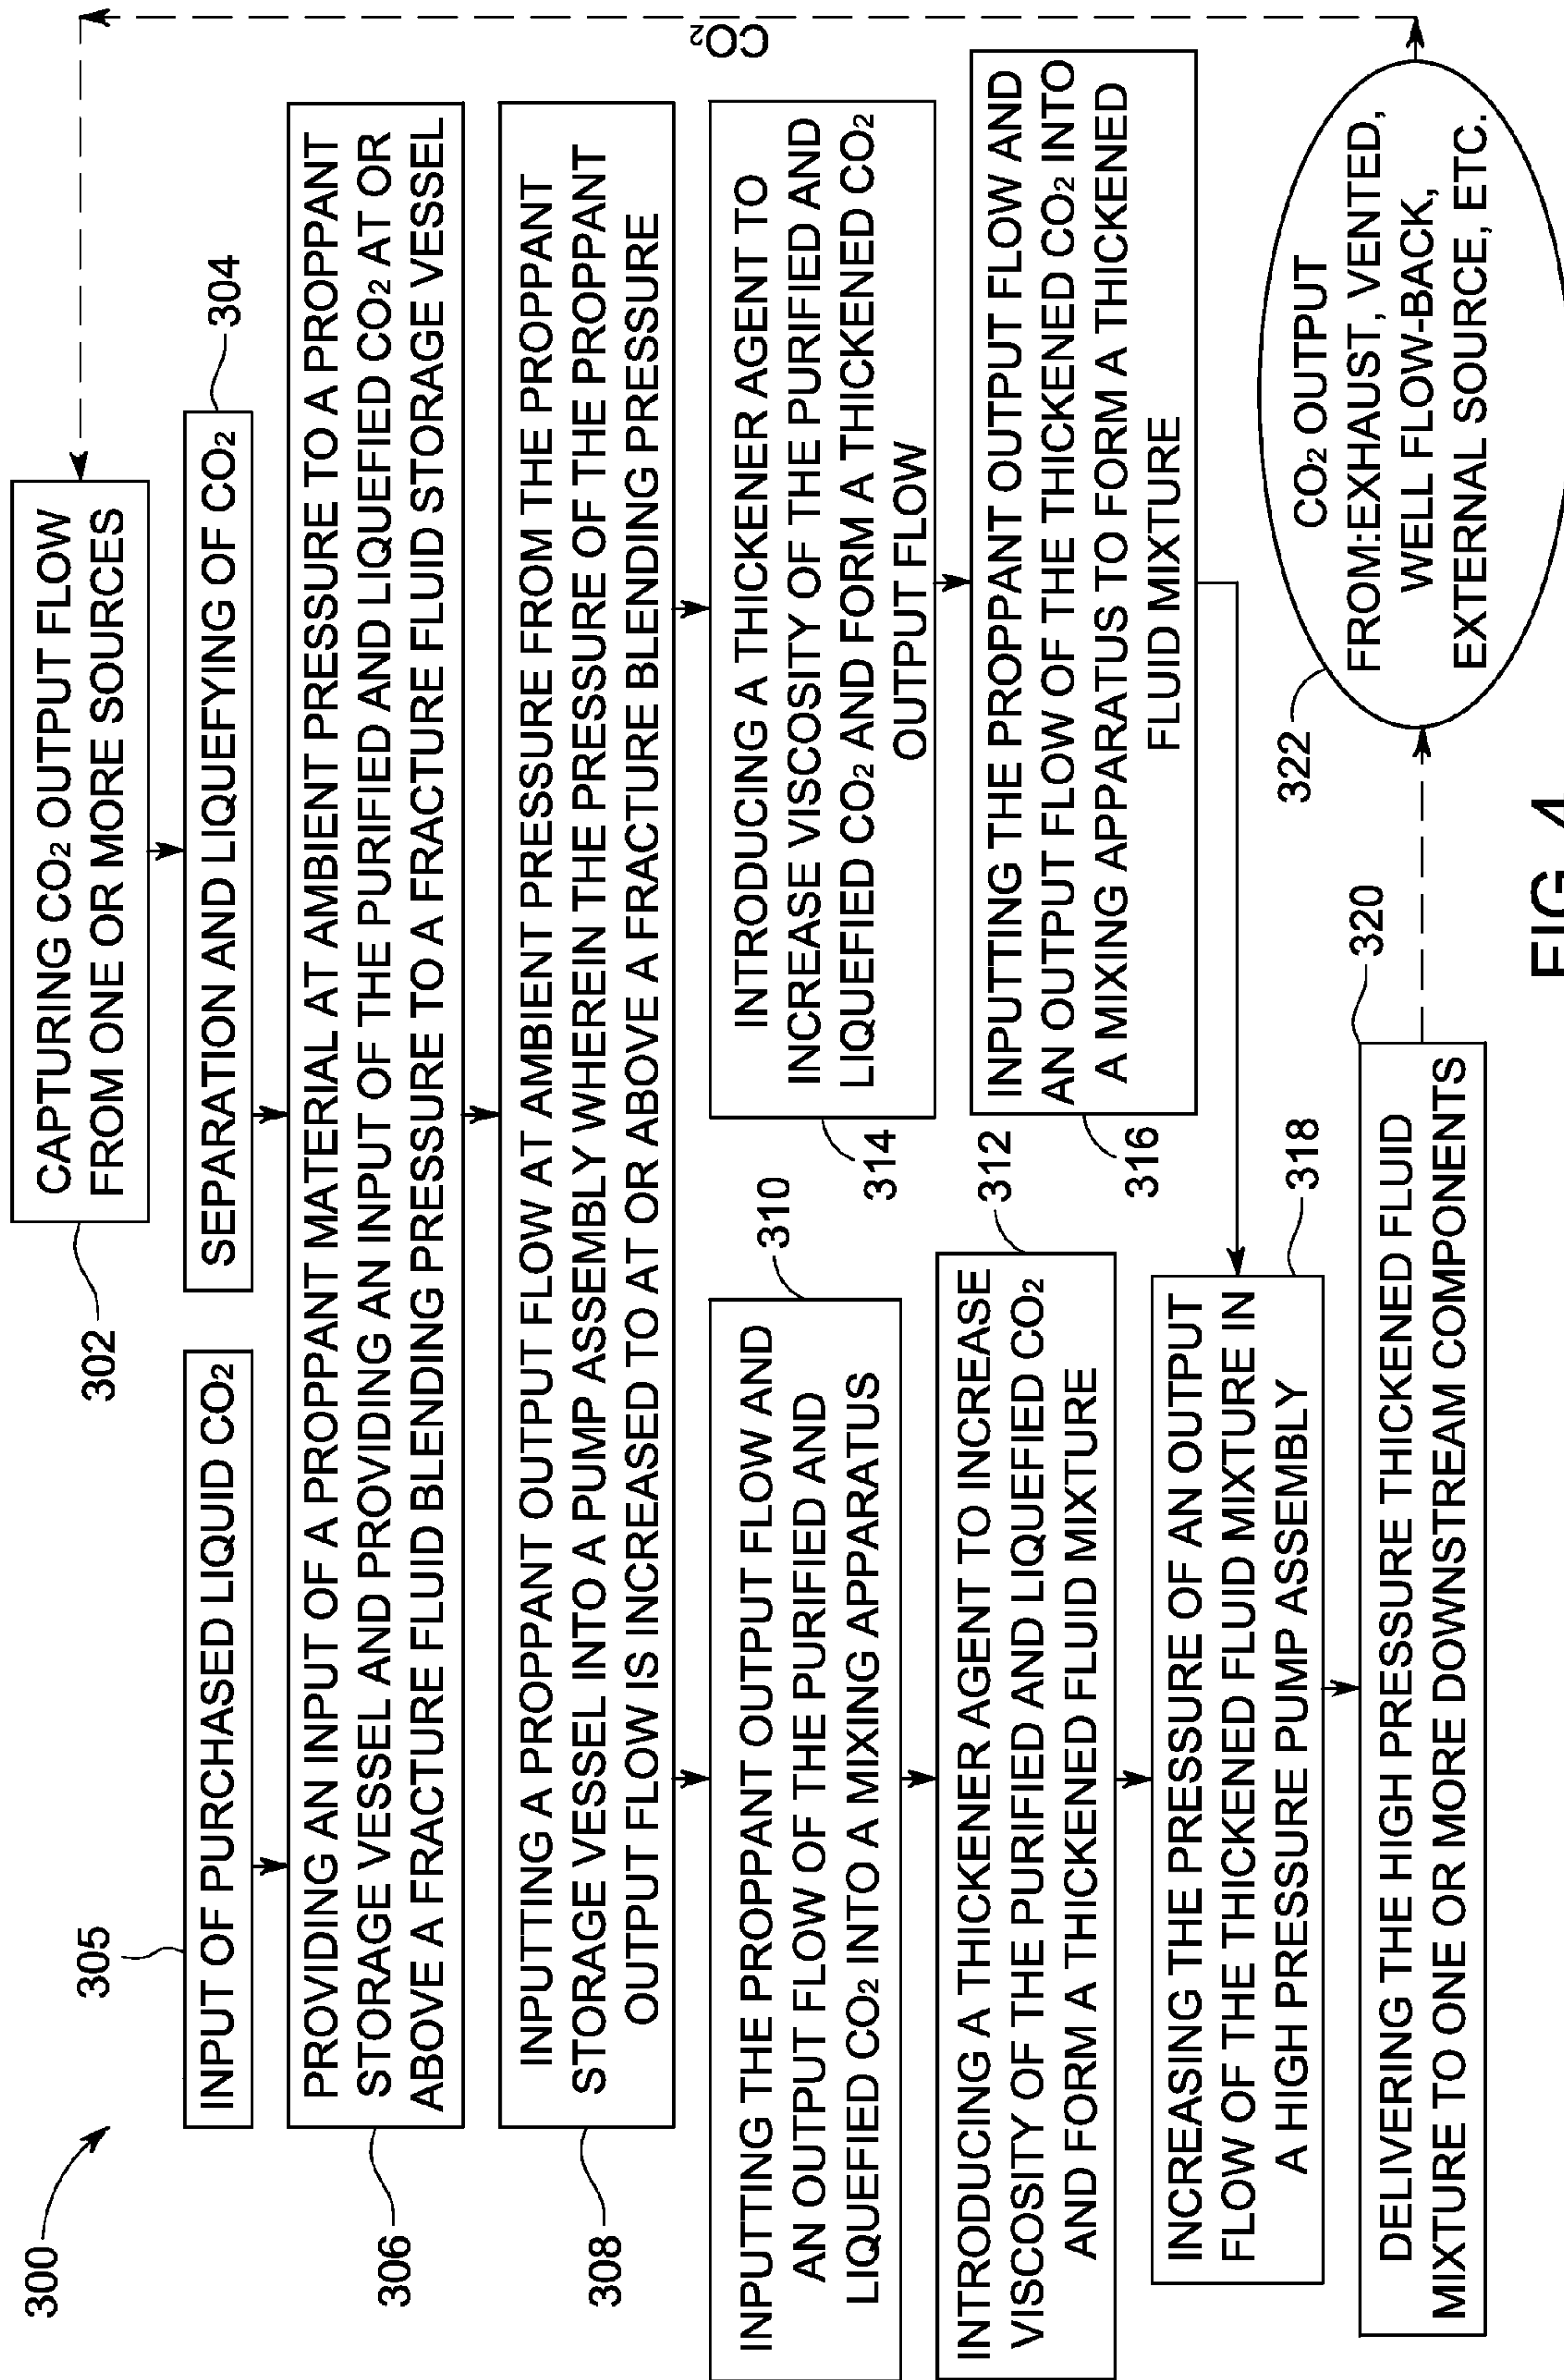 300
302
CAPTURING CO₂ OUTPUT FLOW
FROM ONE OR MORE SOURCES
CO₂
305
INPUT OF PURCHASED LIQUID CO₂
SEPARATION AND LIQUEFYING OF CO₂
304
306
PROVIDING AN INPUT OF A PROPPANT MATERIAL AT AMBIENT PRESSURE TO A PROPPANT
STORAGE VESSEL AND PROVIDING AN INPUT OF THE PURIFIED AND LIQUEFIED CO₂ AT OR
ABOVE A FRACTURE FLUID BLENDING PRESSURE TO A FRACTURE FLUID STORAGE VESSEL
308
INPUTTING A PROPPANT OUTPUT FLOW AT AMBIENT PRESSURE FROM THE PROPPANT
STORAGE VESSEL INTO A PUMP ASSEMBLY WHEREIN THE PRESSURE OF THE PROPPANT
OUTPUT FLOW IS INCREASED TO AT OR ABOVE A FRACTURE BLENDING PRESSURE
310
INPUTTING THE PROPPANT OUTPUT FLOW AND
AN OUTPUT FLOW OF THE PURIFIED AND
LIQUEFIED CO₂ INTO A MIXING APPARATUS
312
INTRODUCING A THICKENER AGENT TO INCREASE
VISCOSITY OF THE PURIFIED AND LIQUEFIED CO₂
AND FORM A THICKENED FLUID MIXTURE
314
INTRODUCING A THICKENER AGENT TO
INCREASE VISCOSITY OF THE PURIFIED AND
LIQUEFIED CO₂ AND FORM A THICKENED CO₂
OUTPUT FLOW
316
INPUTTING THE PROPPANT OUTPUT FLOW AND
AN OUTPUT FLOW OF THE THICKENED CO₂ INTO
A MIXING APPARATUS TO FORM A THICKENED
FLUID MIXTURE
318
INCREASING THE PRESSURE OF AN OUTPUT
FLOW OF THE THICKENED FLUID MIXTURE IN
A HIGH PRESSURE PUMP ASSEMBLY
320
DELIVERING THE HIGH PRESSURE THICKENED FLUID
MIXTURE TO ONE OR MORE DOWNSTREAM COMPONENTS
322
CO₂ OUTPUT
FROM:EXHAUST, VENTED,
WELL FLOW-BACK,
EXTERNAL SOURCE, ETC.
FIG. 4